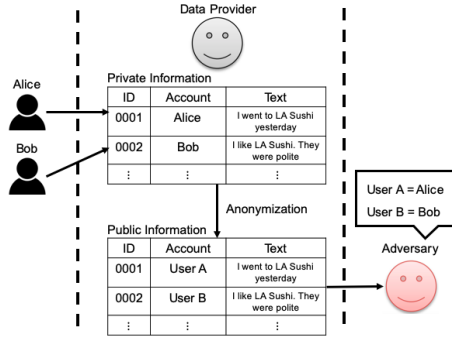 Data Provider
Alice
Bob
Private Information
ID Account Text
0001 Alice I went to LA Sushi
yesterday
0002 Bob I like LA Sushi. They
were polite
⋮ ⋮ ⋮
Anonymization
Public Information
ID Account Text
0001 User A I went to LA Sushi
yesterday
0002 User B I like LA Sushi. They
were polite
⋮ ⋮ ⋮
User A = Alice
User B = Bob
Adversary